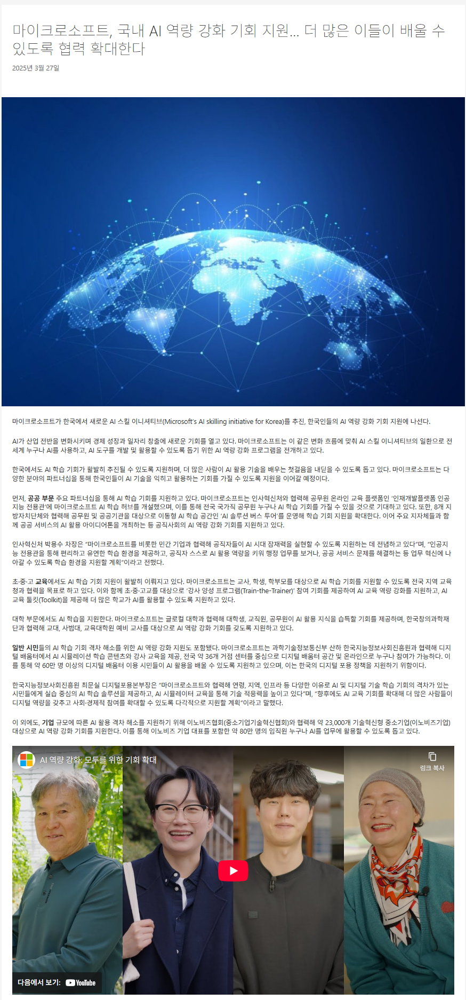 마이크로소프트, 국내 AI 역량 강화 기회 지원... 더 많은 이들이 배울 수
있도록 협력 확대한다
2025년 3월 27일
마이크로소프트가 한국에서 새로운 AI 스킬 이니셔티브(Microsoft's AI skilling initiative for Korea)를 추진, 한국인들의 AI 역량 강화 기회 지원에 나선다.
AI가 산업 전반을 변화시키며 경제 성장과 일자리 창출에 새로운 기회를 열고 있다. 마이크로소프트는 이 같은 변화 흐름에 맞춰 AI 스킬 이니셔티브의 일환으로 전
세계 누구나 AI를 사용하고, AI 도구를 개발 및 활용할 수 있도록 돕기 위한 AI 역량 강화 프로그램을 전개하고 있다.
한국에서도 AI 학습 기회가 활발히 추진될 수 있도록 지원하며, 더 많은 사람이 AI 활용 기술을 배우는 첫걸음을 내딛을 수 있도록 돕고 있다. 마이크로소프트는 다
양한 분야의 파트너십을 통해 한국인들이 AI 기술을 익히고 활용하는 기회를 가질 수 있도록 지원을 이어갈 예정이다.
먼저, 공공 부문 주요 파트너십을 통해 AI 학습 기회를 지원하고 있다. 마이크로소프트는 인사혁신처와 협력해 공무원 온라인 교육 플랫폼인 '인재개발플랫폼 인공
지능 전용관'에 마이크로소프트 AI 학습 허브를 개설했으며, 이를 통해 전국 국가직 공무원 누구나 AI 학습 기회를 가질 수 있을 것으로 기대하고 있다. 또한, 8개 지
방자치단체와 협력해 공무원 및 공공기관을 대상으로 이동형 AI 학습 공간인 'AI 솔루션 버스 투어'를 운영해 학습 기회 지원을 확대한다. 이어 주요 지자체들과 함
께 공공 서비스의 AI 활용 아이디어톤을 개최하는 등 공직사회의 AI 역량 강화 기회를 지원하고 있다.
인사혁신처 박용수 차장은 "마이크로소프트를 비롯한 민간 기업과 협력해 공직자들이 AI 시대 잠재력을 실현할 수 있도록 지원하는 데 전념하고 있다"며, "인공지
능 전용관을 통해 편리하고 유연한 학습 환경을 제공하고, 공직자 스스로 AI 활용 역량을 키워 행정 업무를 보거나, 공공 서비스 문제를 해결하는 등 업무 혁신에 나
아갈 수 있도록 학습 환경을 지원할 계획"이라고 전했다.
초·중·고 교육에서도 AI 학습 기회 지원이 활발히 이뤄지고 있다. 마이크로소프트는 교사, 학생, 학부모를 대상으로 AI 학습 기회를 지원할 수 있도록 전국 지역 교육
청과 협력을 목표로 하고 있다. 이와 함께 초·중·고교를 대상으로 '강사 양성 프로그램(Train-the-Trainer)' 참여 기회를 제공하여 AI 교육 역량 강화를 지원하고, AI
교육 툴킷(Toolkit)을 제공해 더 많은 학교가 AI를 활용할 수 있도록 지원하고 있다.
대학 부문에서도 AI 학습을 지원한다. 마이크로소프트는 글로컬 대학과 협력해 대학생, 교직원, 공무원이 AI 활용 지식을 습득할 기회를 제공하며, 한국창의과학재
단과 협력해 교대, 사범대, 교육대학원 예비 교사를 대상으로 AI 역량 강화 기회를 갖도록 지원하고 있다.
일반 시민들의 AI 학습 기회 격차 해소를 위한 AI 역량 강화 지원도 포함됐다. 마이크로소프트는 과학기술정보통신부 산하 한국지능정보사회진흥원과 협력해 디지
털 배움터에서 AI 시뮬레이션 학습 콘텐츠와 강사 교육을 제공, 전국 약 36개 거점 센터를 중심으로 디지털 배움터 공간 및 온라인으로 누구나 참여가 가능하다. 이
를 통해 약 60만 명 이상의 디지털 배움터 이용 시민들이 AI 활용을 배울 수 있도록 지원하고 있으며, 이는 한국의 디지털 포용 정책을 지원하기 위함이다.
한국지능정보사회진흥원 최문실 디지털포용본부장은 "마이크로소프트와 협력해 연령, 지역, 인프라 등 다양한 이유로 AI 및 디지털 기술 학습 기회의 격차가 있는
시민들에게 실습 중심의 AI 학습 솔루션을 제공하고, AI 시뮬레이터 교육을 통해 기술 적응력을 높이고 있다"며, "향후에도 AI 교육 기회를 확대해 더 많은 사람들이
디지털 역량을 갖추고 사회·경제적 참여를 확대할 수 있도록 다각적으로 지원할 계획"이라고 말했다.
이 외에도, 기업 규모에 따른 AI 활용 격차 해소를 지원하기 위해 이노비즈협회(중소기업기술혁신협회)와 협력해 약 23,000개 기술혁신형 중소기업(이노비즈기업)
대상으로 AI 역량 강화 기회를 지원한다. 이를 통해 이노비즈 기업 대표를 포함한 약 80만 명의 임직원 누구나 AI를 업무에 활용할 수 있도록 돕고 있다.
AI 역량 강화: 모두를 위한 기회 확대
링크 복사
다음에서 보기: YouTube